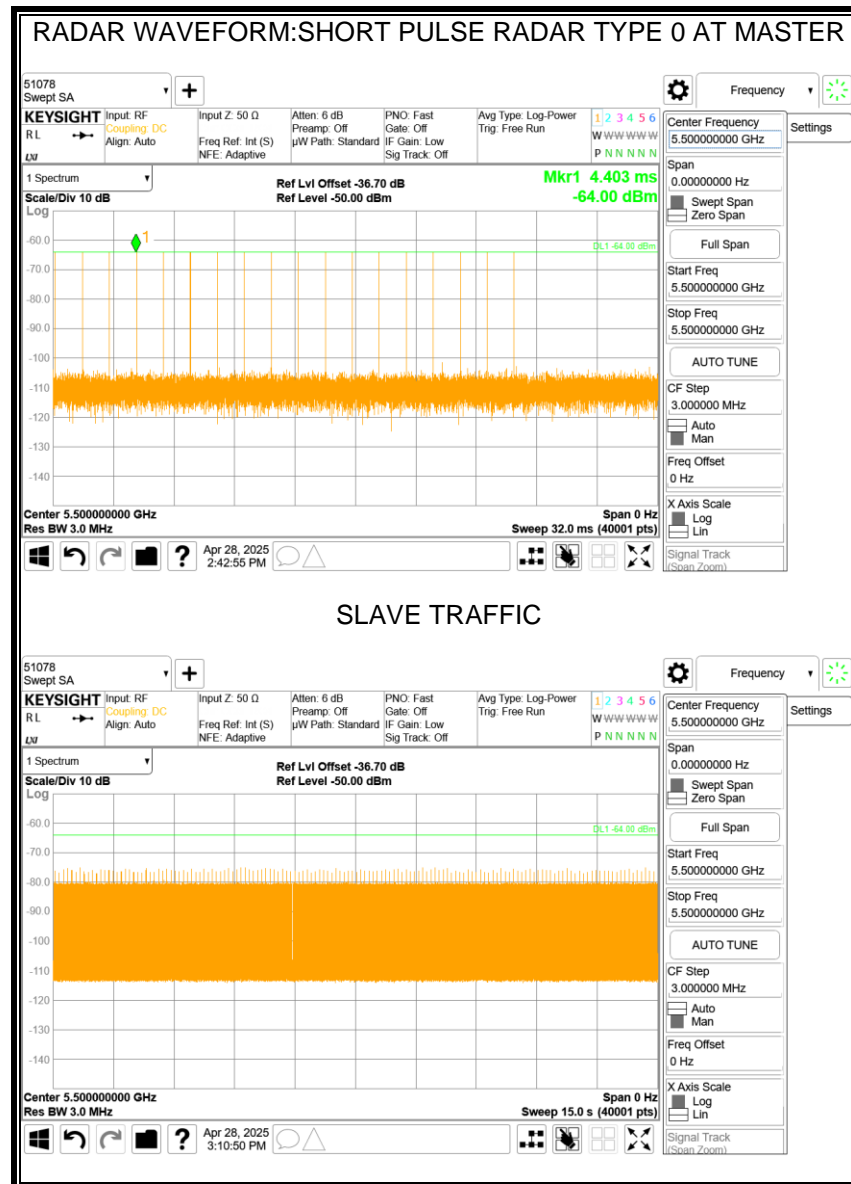 RADAR WAVEFORM:SHORT PULSE RADAR TYPE 0 AT MASTER
51078
Swept SA
Frequency
KEYSIGHT
RL
LXI
Input: RF
Coupling: DC
Align: Auto
Input Z: 50 Ω
Freq Ref: Int (S)
NFE: Adaptive
Atten: 6 dB
Preamp: Off
µW Path: Standard
PNO: Fast
Gate: Off
IF Gain: Low
Sig Track: Off
Avg Type: Log-Power
Trig: Free Run
1 2 3 4 5 6
W W W W W W
P N N N N N
Center Frequency
5.500000000 GHz
Settings
Span
0.00000000 Hz
Swept Span
Zero Span
Full Span
Start Freq
5.500000000 GHz
Stop Freq
5.500000000 GHz
AUTO TUNE
CF Step
3.000000 MHz
Auto
Man
Freq Offset
0 Hz
X Axis Scale
Log
Lin
Signal Track
(Span Zoom)
1 Spectrum
Scale/Div 10 dB
Log
Ref Lvl Offset -36.70 dB
Ref Level -50.00 dBm
Mkr1 4.403 ms
-64.00 dBm
1
DL1 -64.00 dBm
-60.0
-70.0
-80.0
-90.0
-100
-110
-120
-130
-140
Center 5.500000000 GHz
Res BW 3.0 MHz
Span 0 Hz
Sweep 32.0 ms (40001 pts)
?
Apr 28, 2025
2:42:55 PM
SLAVE TRAFFIC
51078
Swept SA
Frequency
KEYSIGHT
RL
LXI
Input: RF
Coupling: DC
Align: Auto
Input Z: 50 Ω
Freq Ref: Int (S)
NFE: Adaptive
Atten: 6 dB
Preamp: Off
µW Path: Standard
PNO: Fast
Gate: Off
IF Gain: Low
Sig Track: Off
Avg Type: Log-Power
Trig: Free Run
1 2 3 4 5 6
W W W W W W
P N N N N N
Center Frequency
5.500000000 GHz
Settings
Span
0.00000000 Hz
Swept Span
Zero Span
Full Span
Start Freq
5.500000000 GHz
Stop Freq
5.500000000 GHz
AUTO TUNE
CF Step
3.000000 MHz
Auto
Man
Freq Offset
0 Hz
X Axis Scale
Log
Lin
Signal Track
(Span Zoom)
1 Spectrum
Scale/Div 10 dB
Log
Ref Lvl Offset -36.70 dB
Ref Level -50.00 dBm
DL1 -64.00 dBm
-60.0
-70.0
-80.0
-90.0
-100
-110
-120
-130
-140
Center 5.500000000 GHz
Res BW 3.0 MHz
Span 0 Hz
Sweep 15.0 s (40001 pts)
?
Apr 28, 2025
3:10:50 PM